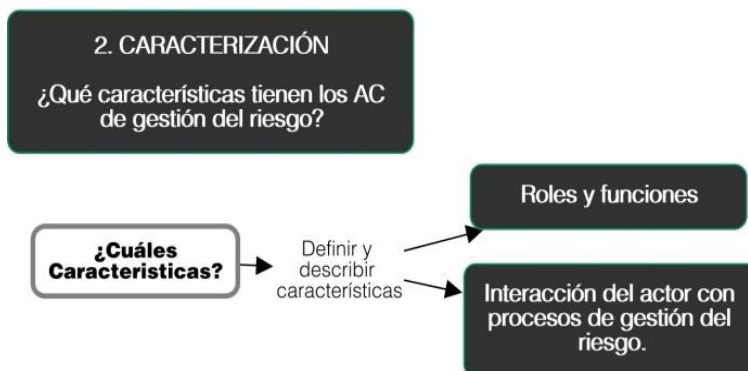 2. CARACTERIZACIÓN
¿Qué características tienen los AC
de gestión del riesgo?
Roles y funciones
¿Cuáles
Caracteristicas?
Definir y
describir
características
Interacción del actor con
procesos de gestión del
riesgo.